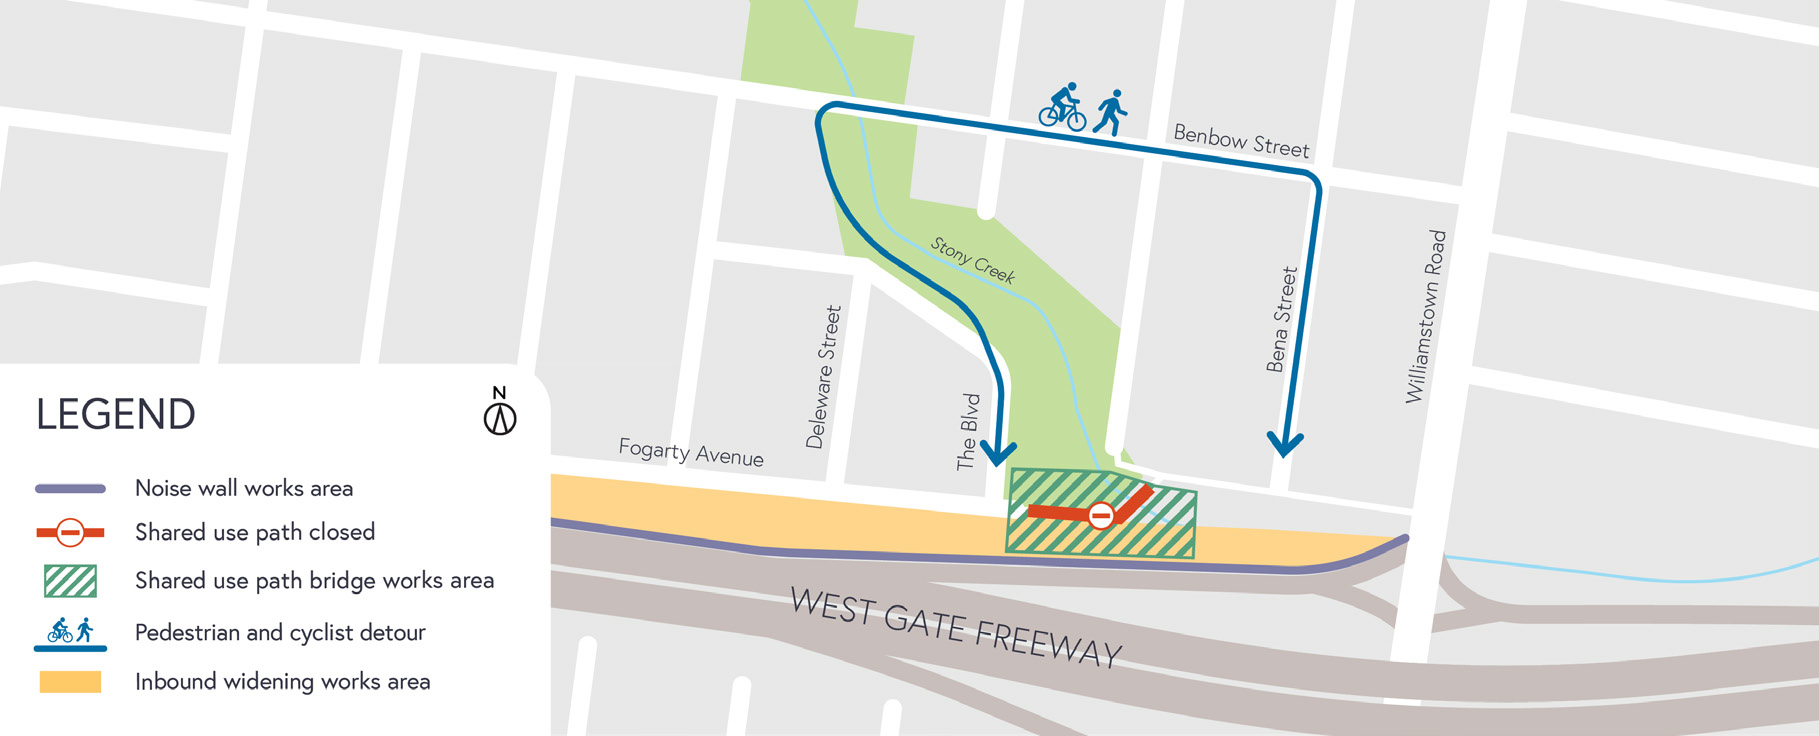 Benbow Street
Stony Creek
Williamstown Road
Bena Street
Deleware Street
The Blvd
Fogarty Avenue
WEST GATE FREEWAY
LEGEND
N
Noise wall works area
Shared use path closed
Shared use path bridge works area
Pedestrian and cyclist detour
Inbound widening works area